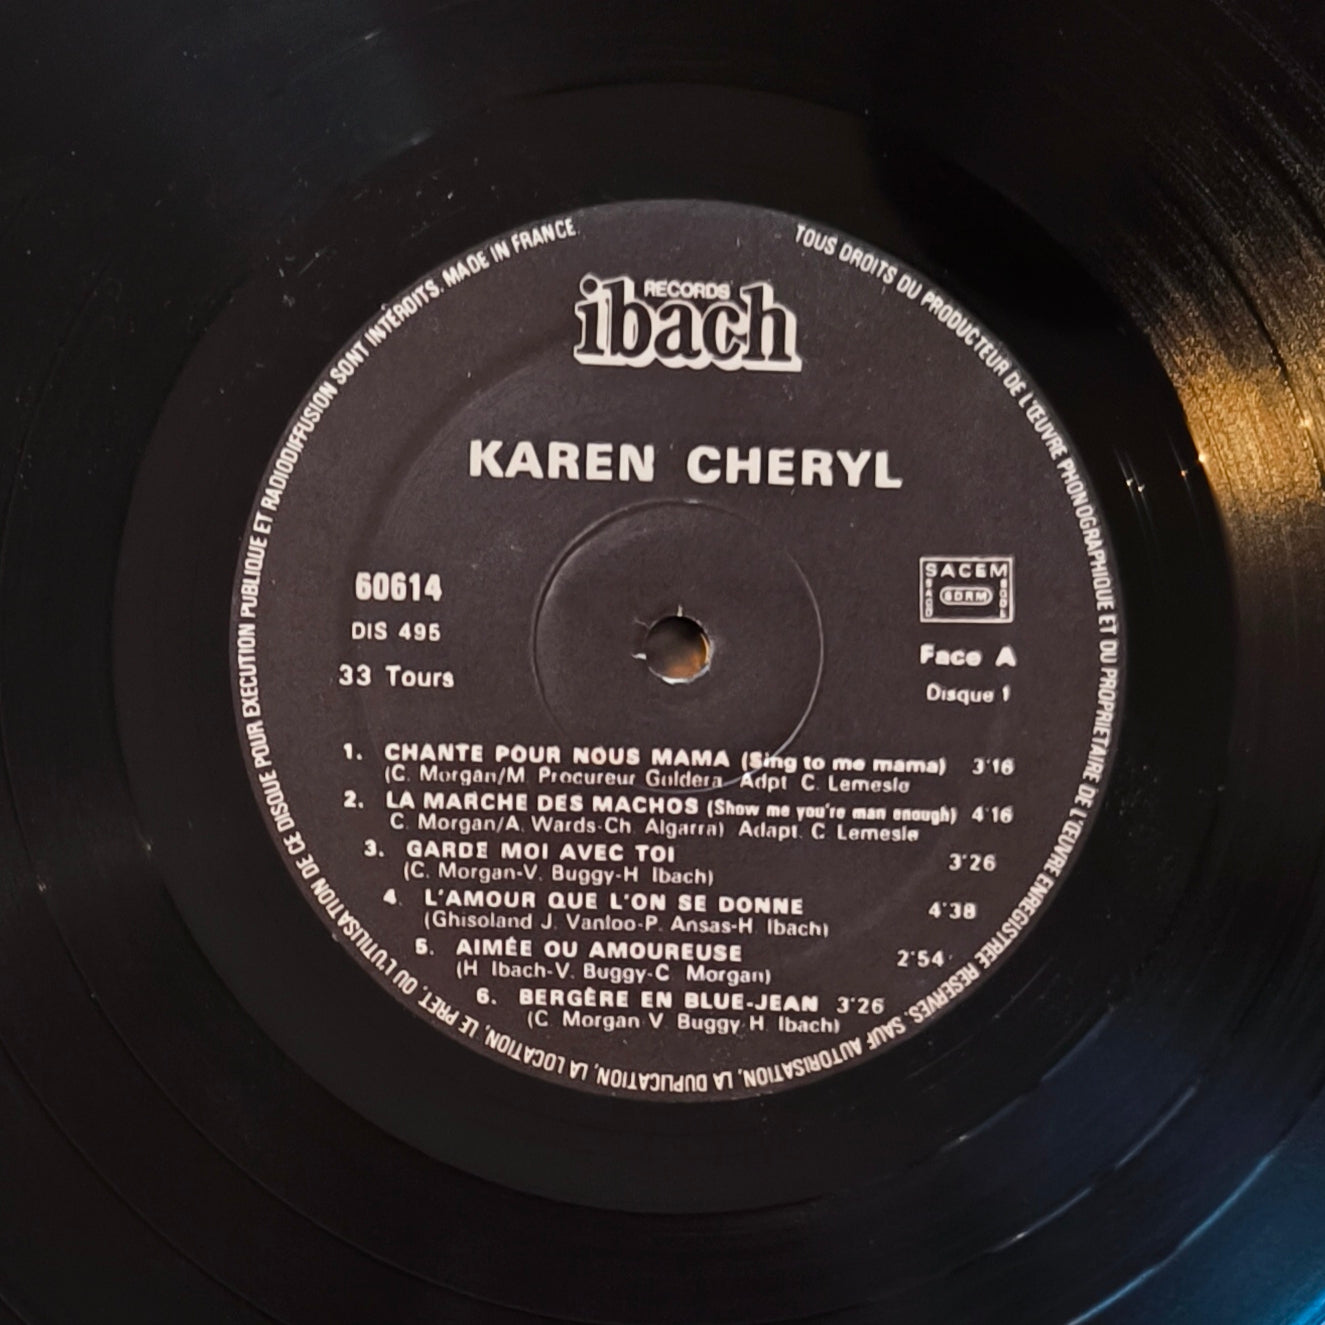 RECORDS
ibach
KAREN CHERYL
60614
DIS 495
33 Tours
SACEM
SACD SDRM SGDL
Face A
Disque 1
1. CHANTE POUR NOUS MAMA (Sing to me mama) 3'16
(C. Morgan/M. Procureur Guldera Adpt C. Lemesle
2. LA MARCHE DES MACHOS (Show me you're man enough) 4'16
C. Morgan/A. Wards-Ch. Algarra) Adapt. C Lemesle
3. GARDE MOI AVEC TOI 3'26
(C. Morgan-V. Buggy-H Ibach)
4. L'AMOUR QUE L'ON SE DONNE 4'38
(Ghisoland J. Vanloo-P. Ansas-H Ibach)
5. AIMÉE OU AMOUREUSE 2'54
(H Ibach-V. Buggy-C Morgan)
6. BERGÈRE EN BLUE-JEAN 3'26
(C Morgan V Buggy H Ibach)
TOUS DROITS DU PRODUCTEUR DE L'ŒUVRE PHONOGRAPHIQUE ET DU PROPRIETAIRE DE L'ŒUVRE ENREGISTREE RESERVES. SAUF AUTORISATION, LA DUPLICATION, LA LOCATION, LE PRET, OU L'UTILISATION DE CE DISQUE POUR EXECUTION PUBLIQUE ET RADIODIFFUSION SONT INTERDITS. MADE IN FRANCE